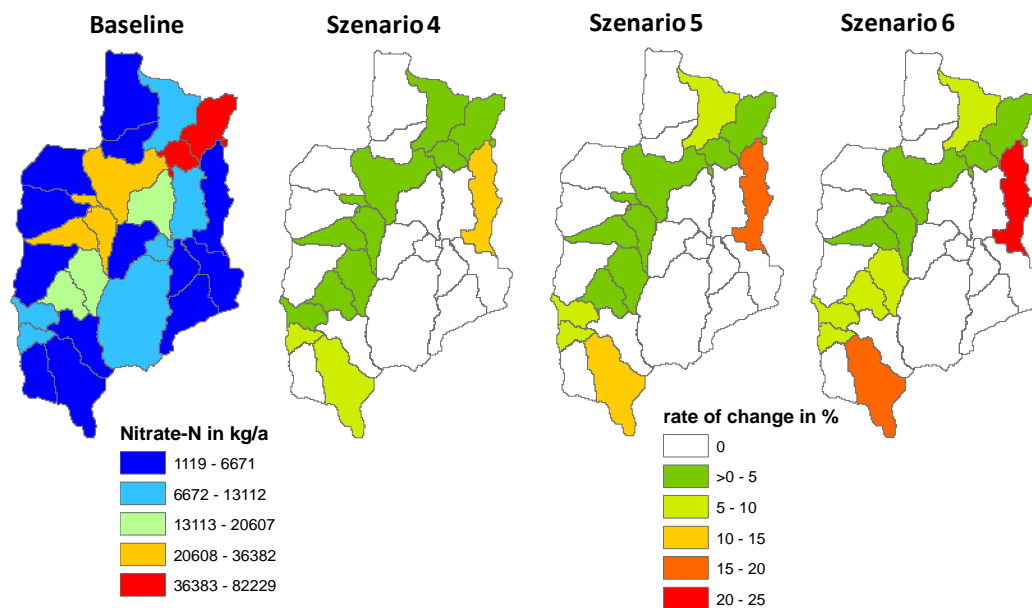 Baseline
Szenario 4
Szenario 5
Szenario 6
Nitrate-N in kg/a
1119 - 6671
6672 - 13112
13113 - 20607
20608 - 36382
36383 - 82229
rate of change in %
0
>0 - 5
5 - 10
10 - 15
15 - 20
20 - 25